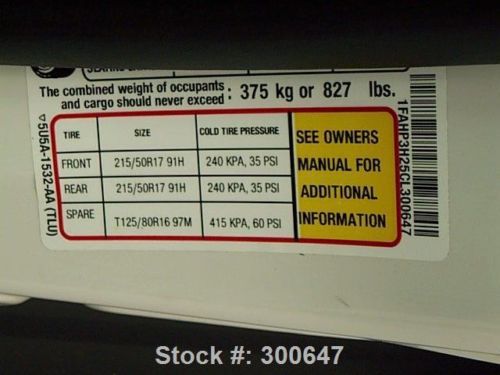 The combined weight of occupants
and cargo should never exceed : 375 kg or 827 lbs.
TIRE SIZE COLD TIRE PRESSURE
FRONT 215/50R17 91H 240 KPA, 35 PSI
REAR 215/50R17 91H 240 KPA, 35 PSI
SPARE T125/80R16 97M 415 KPA, 60 PSI
SEE OWNERS
MANUAL FOR
ADDITIONAL
INFORMATION
5U5A-1532-AA (TLU)
1FAHP3H25CL300647
Stock #: 300647